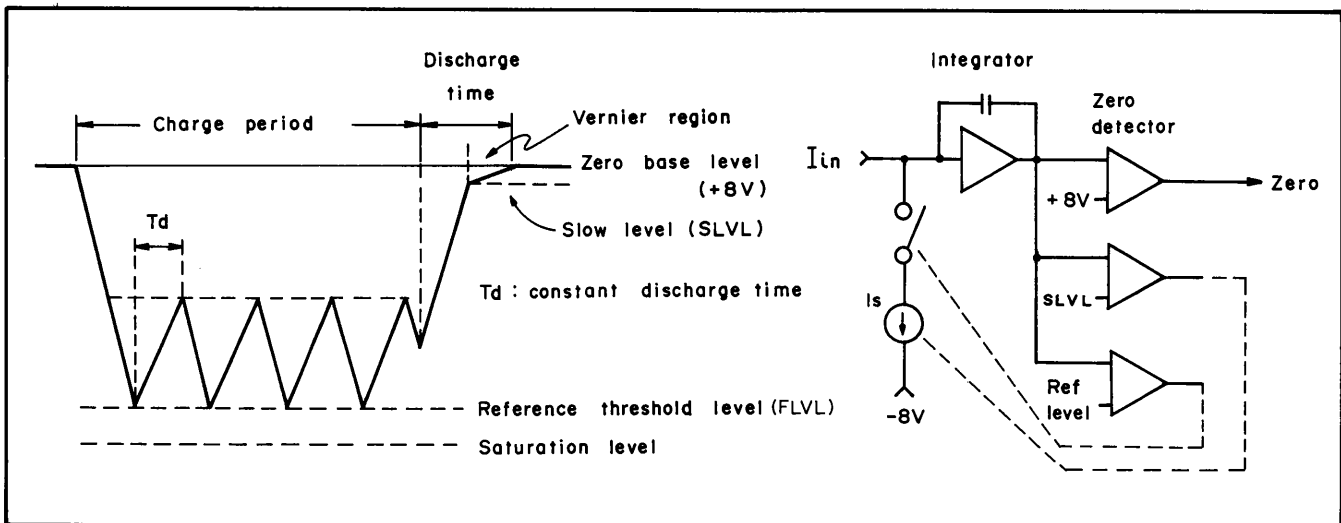 Discharge
time
Charge period
Vernier region
Zero base level
(+8V)
Td
Slow level (SLVL)
Td : constant discharge time
Reference threshold level (FLVL)
Saturation level
Integrator
Zero
detector
Iin
+8V
Zero
SLVL
Is
Ref
level
-8V